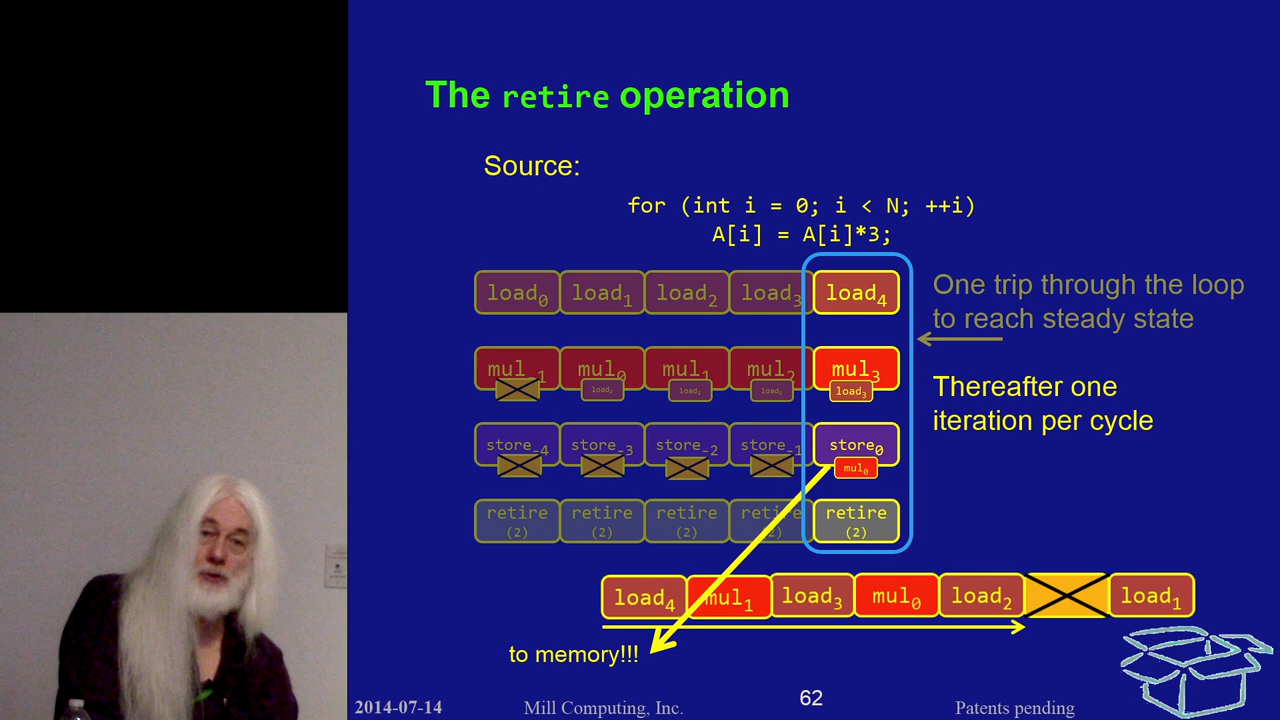 The retire operation
Source:
for (int i = 0; i < N; ++i)
A[i] = A[i]*3;
load0 load1 load2 load3 load4
One trip through the loop
to reach steady state
mul-1 mul0 mul1 mul2 mul3
load3
Thereafter one
iteration per cycle
store-4 store-3 store-2 store-1 store0
mul0
retire retire retire retire retire
(2) (2) (2) (2) (2)
load4 mul1 load3 mul0 load2 load1
to memory!!!
2014-07-14 Mill Computing, Inc. 62 Patents pending